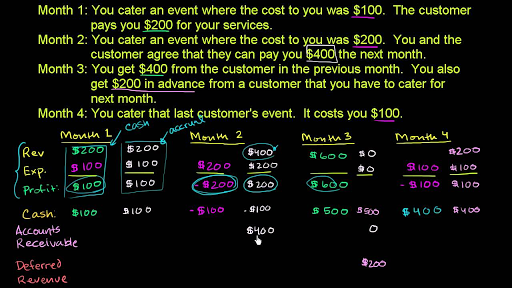 Month 1: You cater an event where the cost to you was $100. The customer
pays you $200 for your services.
Month 2: You cater an event where the cost to you was $200. You and the
customer agree that they can pay you $400 the next month.
Month 3: You get $400 from the customer in the previous month. You also
get $200 in advance from a customer that you have to cater for
next month.
Month 4: You cater that last customer's event. It costs you $100.
Month 1 cash accrual Month 2 Month 3 Month 4
Rev $200 $200 $400 $600 $0 $200
Exp. $100 $100 $200 $200 $0 $100 $100
Profit: $100 $100 -$200 $200 $600 -$100 $100
Cash $100 $100 -$100 -$100 $500 $500 $400 $400
Accounts $400 0
Receivable
Deferred $200
Revenue